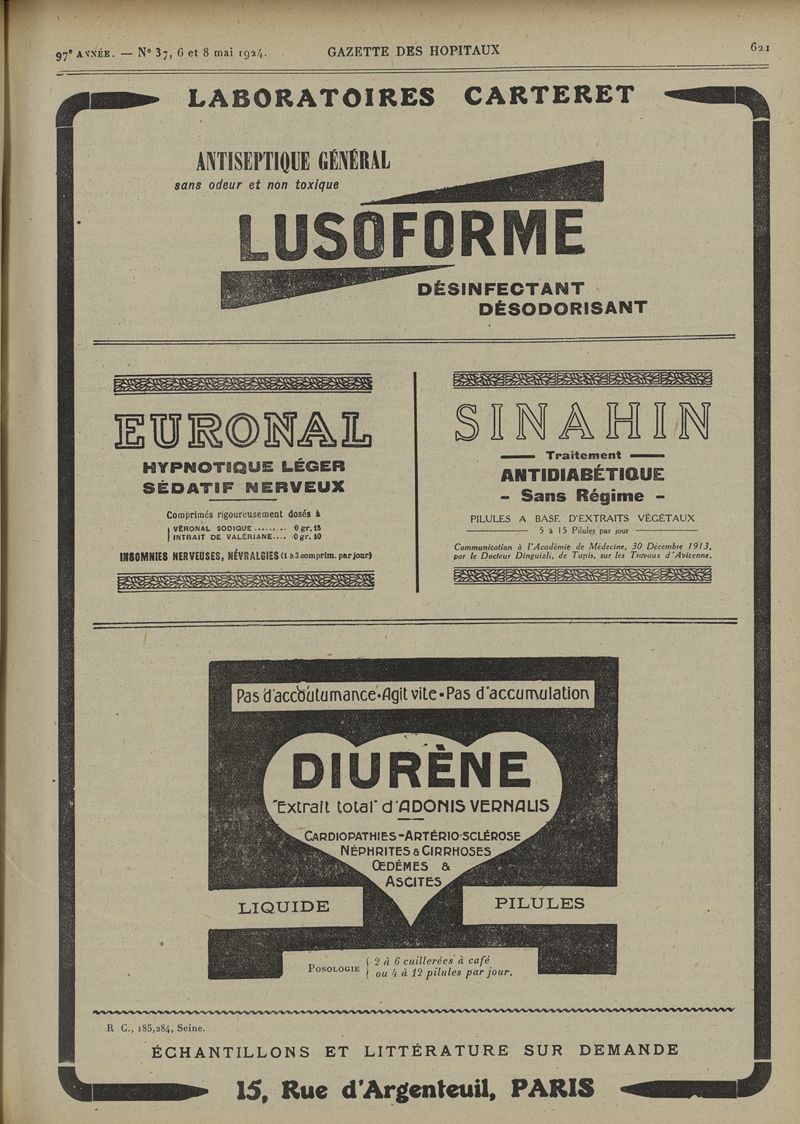 97e ANNÉE. — No 37, 6 et 8 mai 1924. GAZETTE DES HOPITAUX 621
LABORATOIRES CARTERET
ANTISEPTIQUE GÉNÉRAL
sans odeur et non toxique
LUSOFORME
DÉSINFECTANT
DÉSODORISANT
EURONAL
HYPNOTIQUE LÉGER
SÉDATIF NERVEUX
Comprimés rigoureusement dosés à
VÉRONAL SODIQUE ......... 0 gr. 15
INTRAIT DE VALÉRIANE.... 0 gr. 10
INSOMNIES NERVEUSES, NÉVRALGIES (1 à 3 comprim. par jour)
SINAHIN
Traitement
ANTIDIABÉTIQUE
- Sans Régime -
PILULES A BASE D'EXTRAITS VÉGÉTAUX
5 à 15 Pilules par jour
Communication à l'Académie de Médecine, 30 Décembre 1913,
par le Docteur Dinguizli, de Tunis, sur les Travaux d'Avicenne.
Pas d'accoutumance-Agit vite-Pas d'accumulation
DIURÈNE
"Extrait total" d'ADONIS VERNALIS
CARDIOPATHIES-ARTÉRIO-SCLÉROSE
NÉPHRITES & CIRRHOSES
ŒDÉMES &
ASCITES
LIQUIDE
PILULES
POSOLOGIE { 2 à 6 cuillerées à café
ou 4 à 12 pilules par jour.
R C., 185,284, Seine.
ÉCHANTILLONS ET LITTÉRATURE SUR DEMANDE
15, Rue d'Argenteuil, PARIS